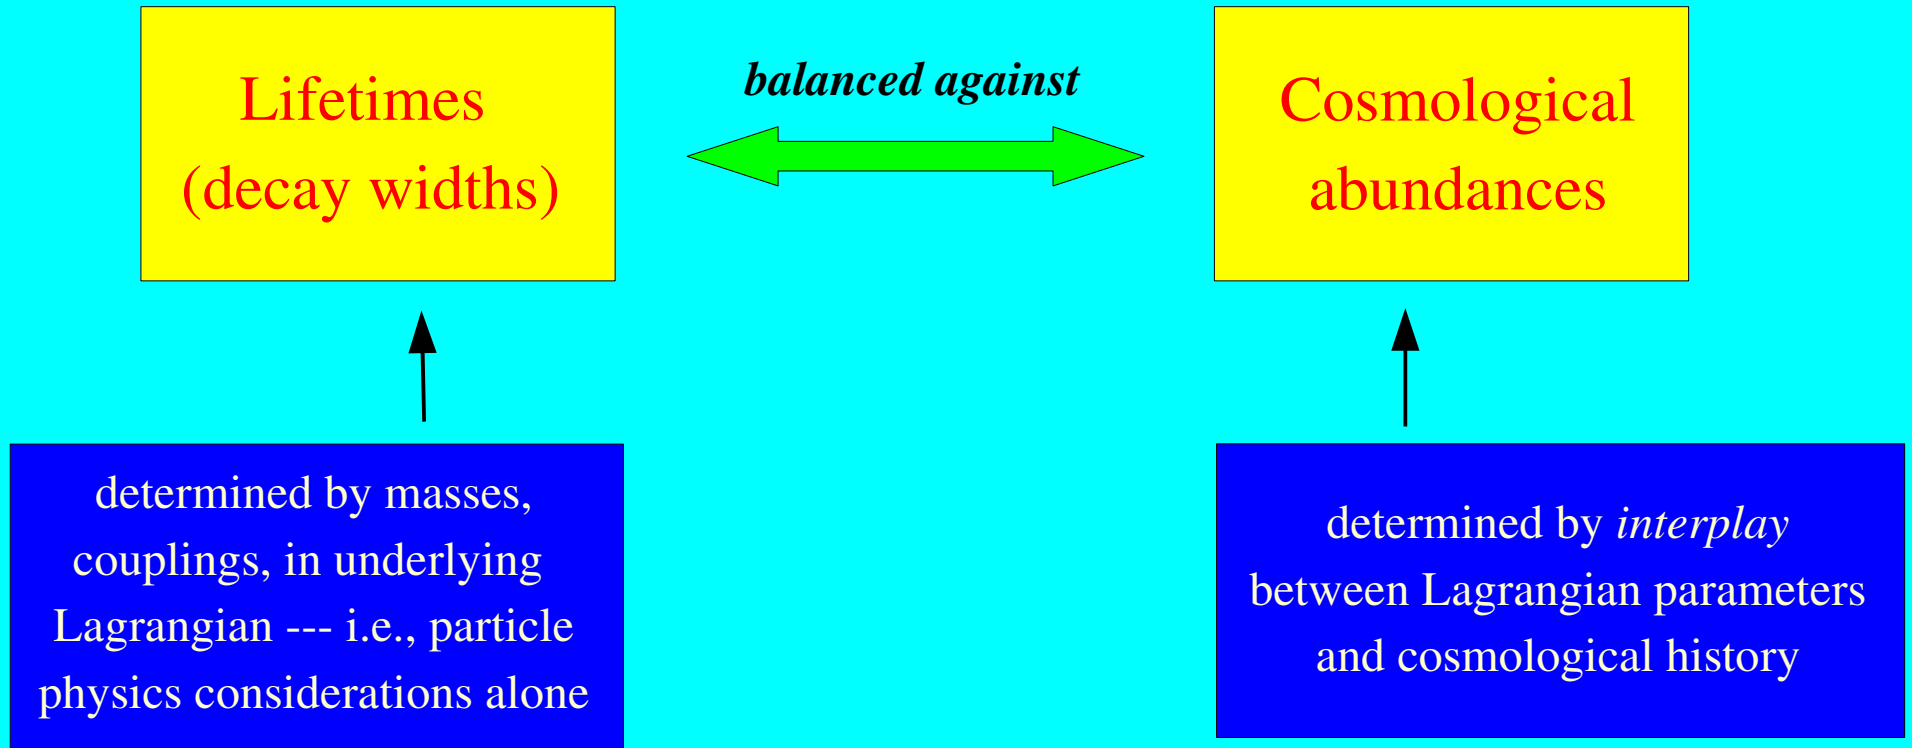 Lifetimes
(decay widths)
balanced against
Cosmological
abundances
determined by masses,
couplings, in underlying
Lagrangian --- i.e., particle
physics considerations alone
determined by interplay
between Lagrangian parameters
and cosmological history